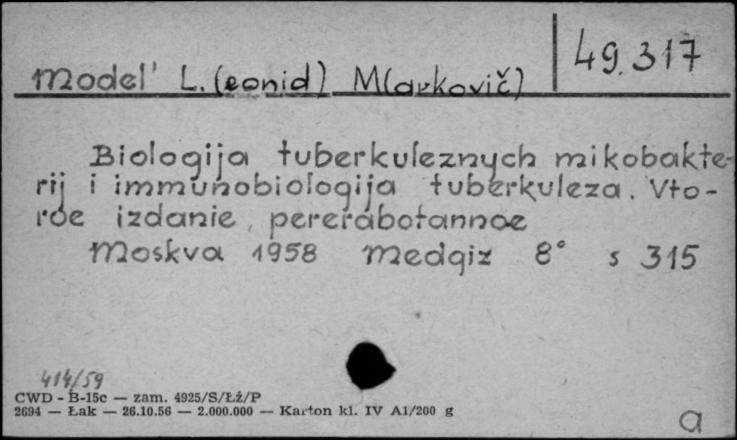 49.317
Model' L.(eonid) M(arkovič)
Biologija tuberkuleznych mikobakte-
rij i immunobiologija tuberkuleza. Vto-
roe izdanie, pererabotannoe
Moskva 1958 Medgiz 8° s 315
414/59
CWD - B-15c — zam. 4925/S/Łż/P
2694 — Łak — 26.10.56 — 2.000.000 — Karton kl. IV A1/200 g
a